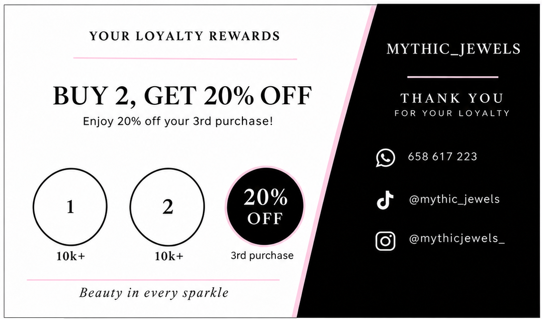 YOUR LOYALTY REWARDS
BUY 2, GET 20% OFF
Enjoy 20% off your 3rd purchase!
1
10k+
2
10k+
20%
OFF
3rd purchase
Beauty in every sparkle
MYTHIC_JEWELS
THANK YOU
FOR YOUR LOYALTY
658 617 223
@mythic_jewels
@mythicjewels_